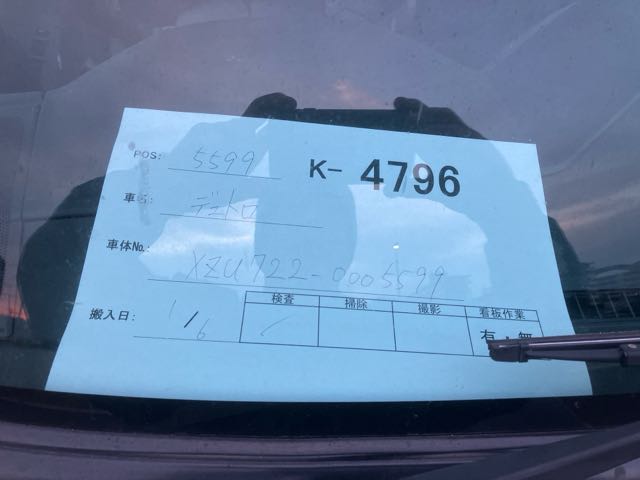 POS: 5599
K- 4796
車名: デュトロ
車体No.: XZU722-0005599
搬入日: 1/6
検査 掃除 撮影 看板作業
有・無